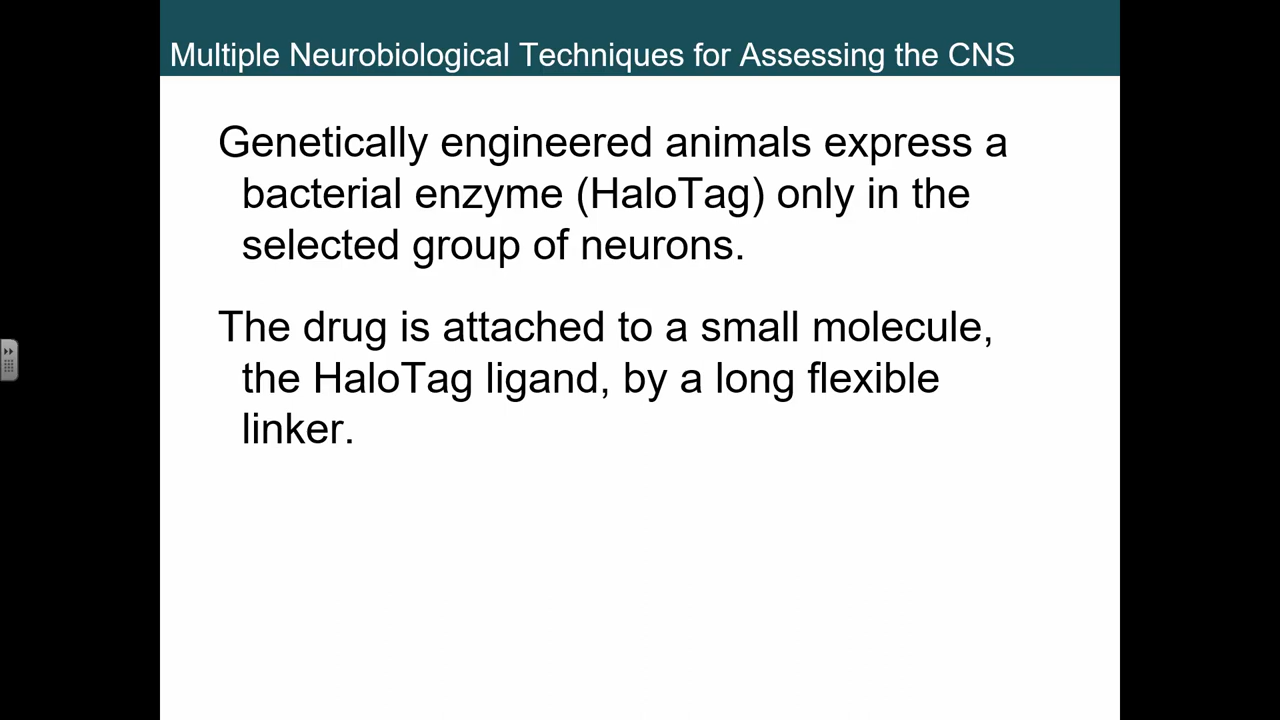 Multiple Neurobiological Techniques for Assessing the CNS
Genetically engineered animals express a
bacterial enzyme (HaloTag) only in the
selected group of neurons.
The drug is attached to a small molecule,
the HaloTag ligand, by a long flexible
linker.